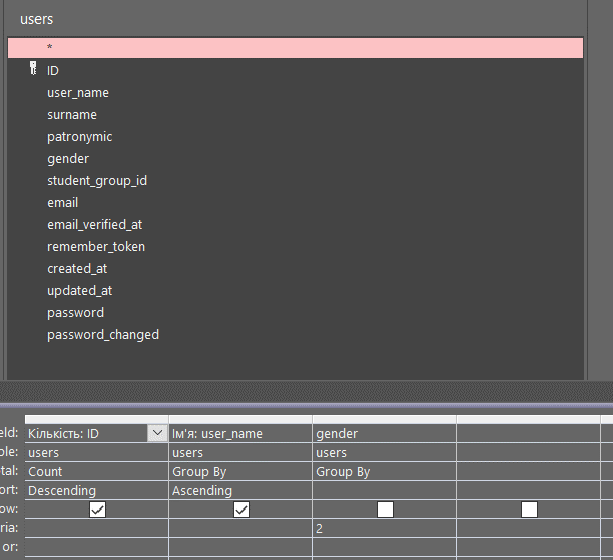 users
*
ID
user_name
surname
patronymic
gender
student_group_id
email
email_verified_at
remember_token
created_at
updated_at
password
password_changed
eld: Кількість: ID Ім'я: user_name gender
ble: users users users
otal: Count Group By Group By
ort: Descending Ascending
ow:
ria: 2
or: